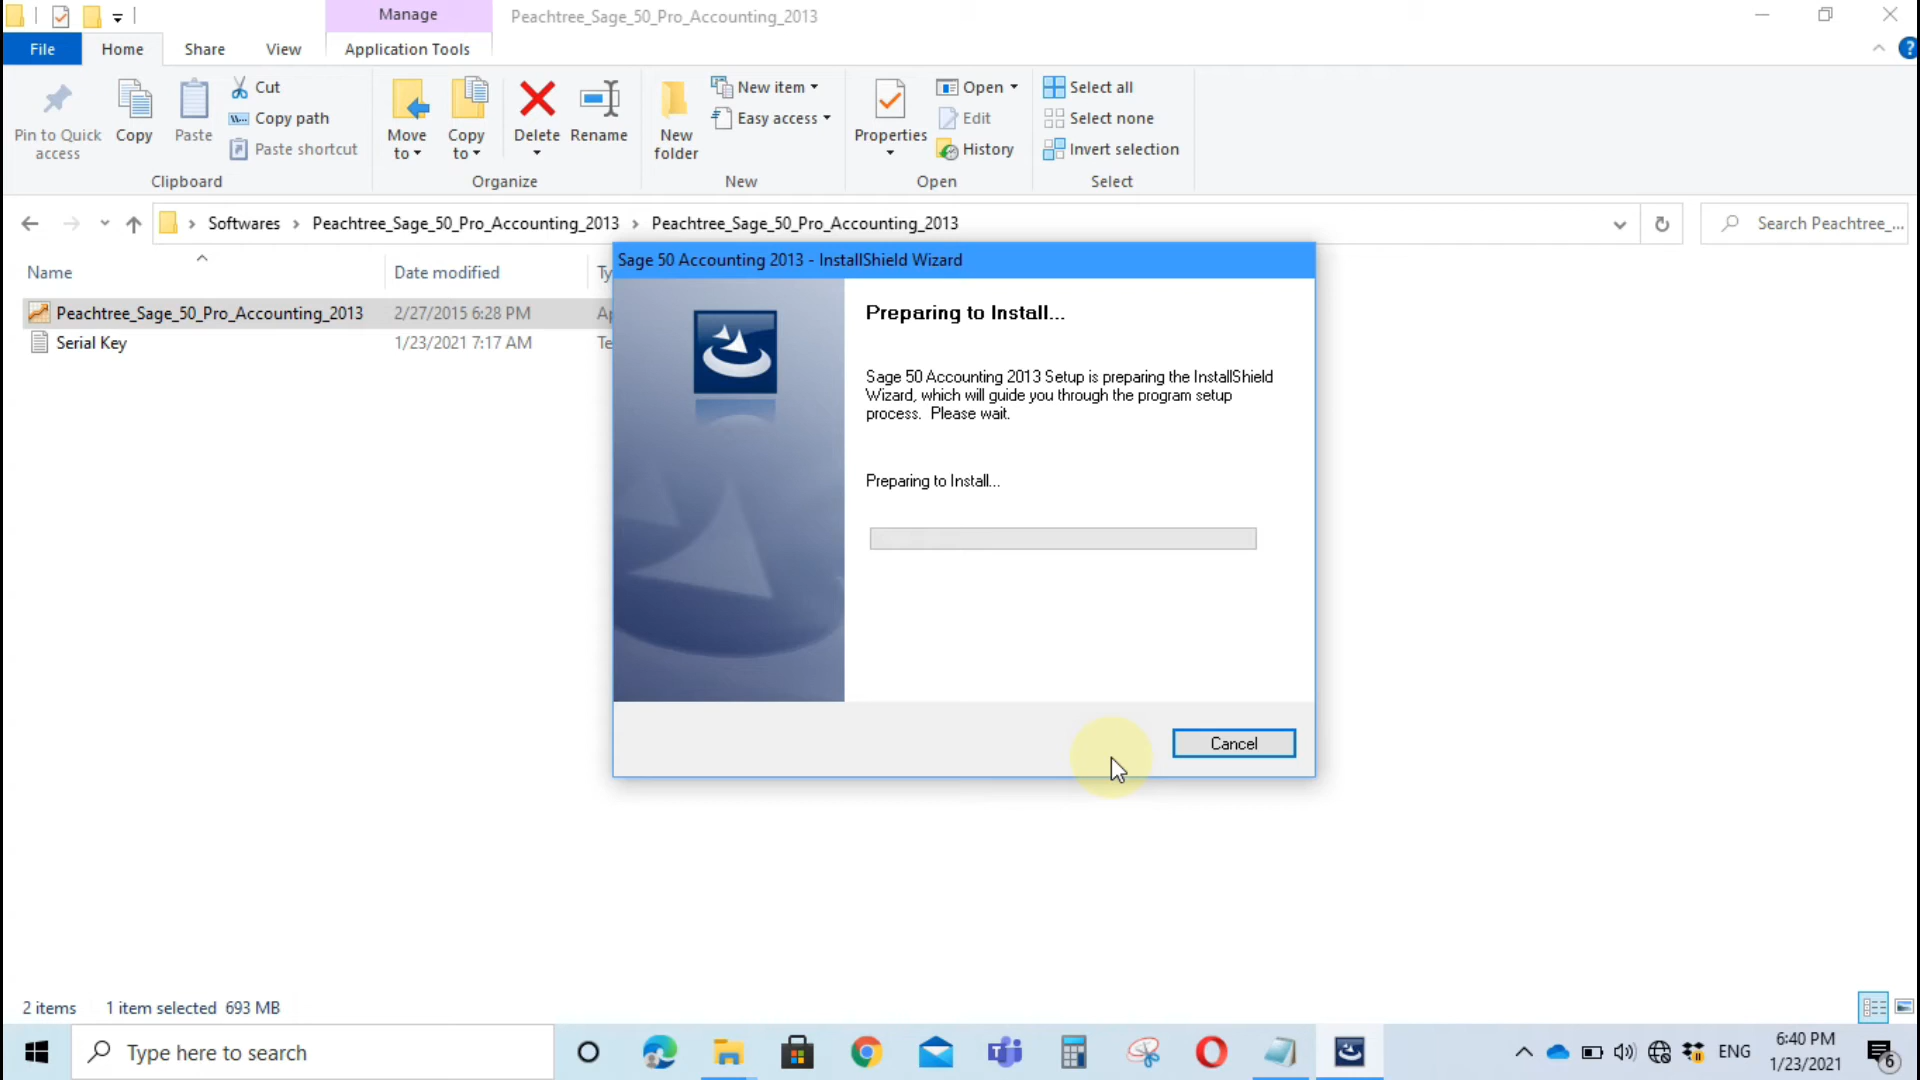 Manage
Peachtree_Sage_50_Pro_Accounting_2013
File
Home
Share
View
Application Tools
?
Pin to Quick
access
Copy
Paste
Cut
Copy path
Paste shortcut
Clipboard
Move
to
Copy
to
Delete
Rename
Organize
New
folder
New item
Easy access
New
Properties
Open
Edit
History
Open
Select all
Select none
Invert selection
Select
Softwares
Peachtree_Sage_50_Pro_Accounting_2013
Peachtree_Sage_50_Pro_Accounting_2013
Search Peachtree_...
Name
Date modified
Ty
Peachtree_Sage_50_Pro_Accounting_2013
2/27/2015 6:28 PM
Ap
Serial Key
1/23/2021 7:17 AM
Te
Sage 50 Accounting 2013 - InstallShield Wizard
Preparing to Install...
Sage 50 Accounting 2013 Setup is preparing the InstallShield
Wizard, which will guide you through the program setup
process. Please wait.
Preparing to Install...
Cancel
2 items
1 item selected 693 MB
Type here to search
ENG
6:40 PM
1/23/2021
6